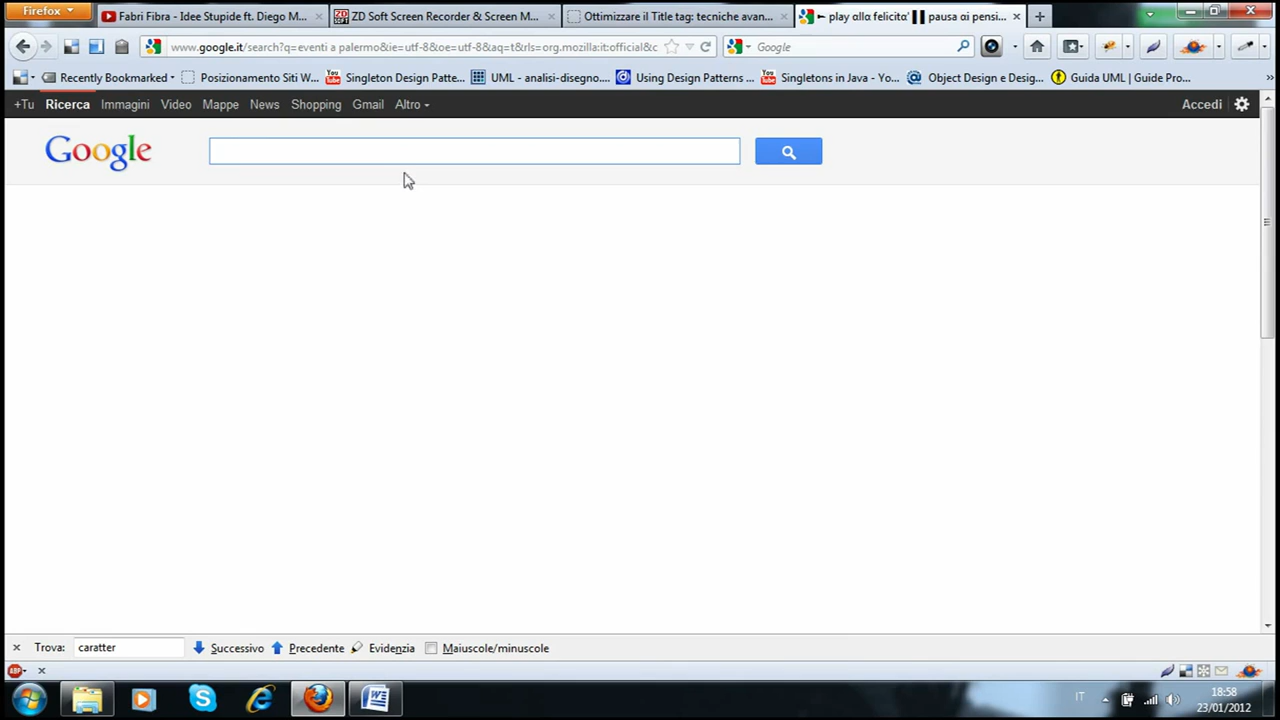 Firefox
Fabri Fibra - Idee Stupide ft. Diego M...
ZD Soft Screen Recorder & Screen M...
Ottimizzare il Title tag: tecniche avan...
►- play αllα felicita' ▌▌ pausa αi pensi...
www.google.it/search?q=eventi a palermo&ie=utf-8&oe=utf-8&aq=t&rls=org.mozilla:it:official&c
Google
Recently Bookmarked
Posizionamento Siti W...
Singleton Design Patte...
UML - analisi-disegno....
Using Design Patterns ...
Singletons in Java - Yo...
Object Design e Desig...
Guida UML | Guide Pro...
+Tu Ricerca Immagini Video Mappe News Shopping Gmail Altro Accedi
Google
Trova: caratter Successivo Precedente Evidenzia Maiuscole/minuscole
ABP
IT
18:58
23/01/2012